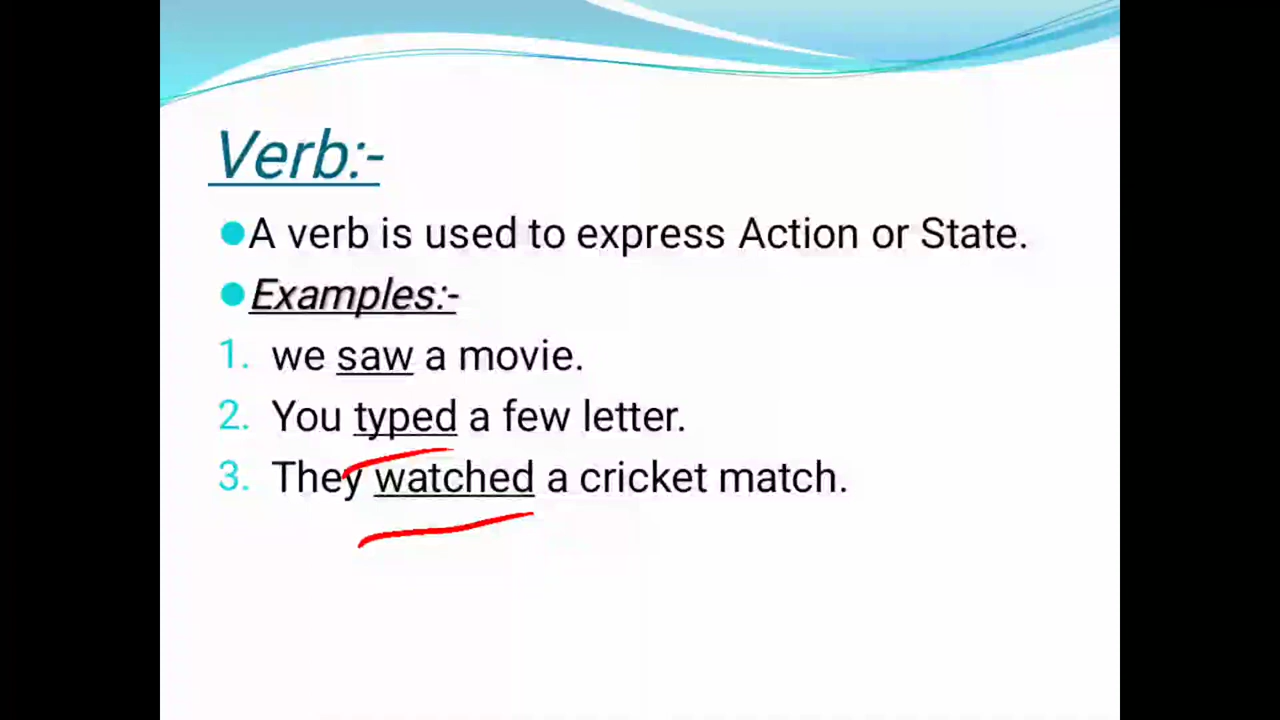 Verb:-
A verb is used to express Action or State.
Examples:-
1. we saw a movie.
2. You typed a few letter.
3. They watched a cricket match.